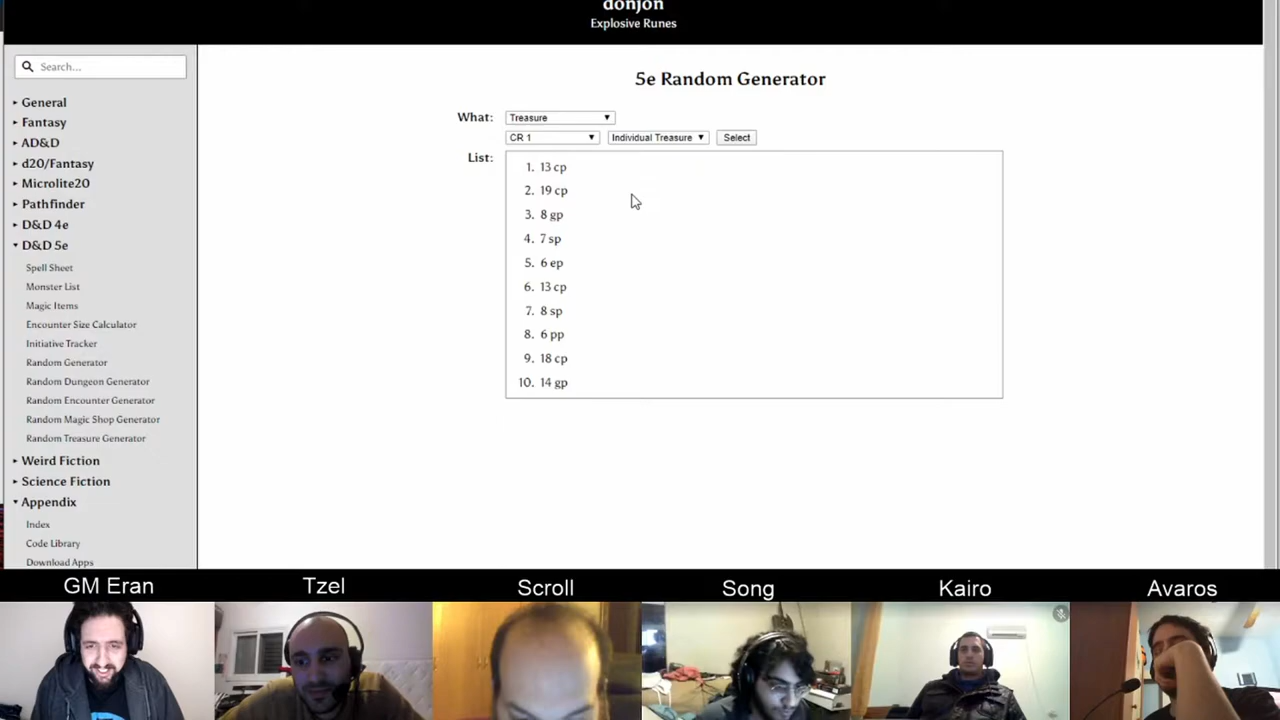 donjon
Explosive Runes
Search...
General
Fantasy
AD&D
d20/Fantasy
Microlite20
Pathfinder
D&D 4e
D&D 5e
Spell Sheet
Monster List
Magic Items
Encounter Size Calculator
Initiative Tracker
Random Generator
Random Dungeon Generator
Random Encounter Generator
Random Magic Shop Generator
Random Treasure Generator
Weird Fiction
Science Fiction
Appendix
Index
Code Library
Download Apps
5e Random Generator
What: Treasure
CR 1 Individual Treasure Select
List:
1. 13 cp
2. 19 cp
3. 8 gp
4. 7 sp
5. 6 ep
6. 13 cp
7. 8 sp
8. 6 pp
9. 18 cp
10. 14 gp
GM Eran Tzel Scroll Song Kairo Avaros